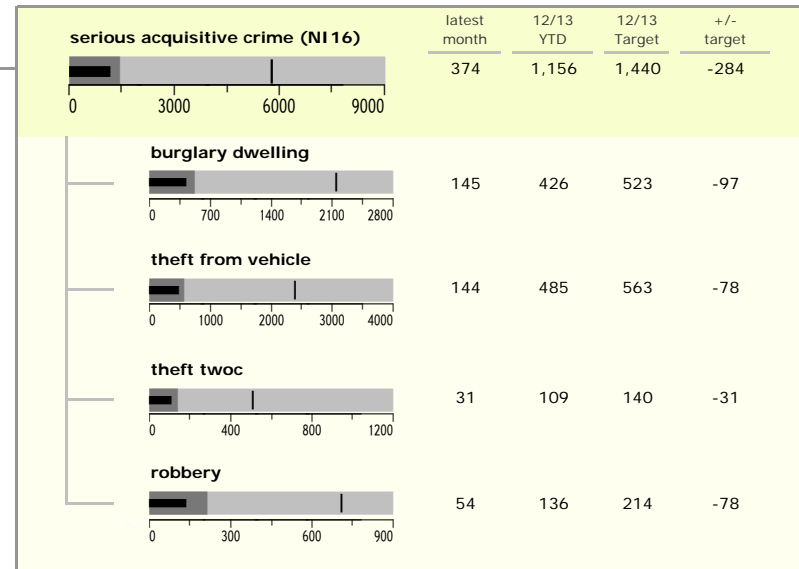 latest 12/13 12/13 +/-
serious acquisitive crime (NI16) month YTD Target target
374 1,156 1,440 -284
0 3000 6000 9000
burglary dwelling
145 426 523 -97
0 700 1400 2100 2800
theft from vehicle
144 485 563 -78
0 1000 2000 3000 4000
theft twoc
31 109 140 -31
0 400 800 1200
robbery
54 136 214 -78
0 300 600 900